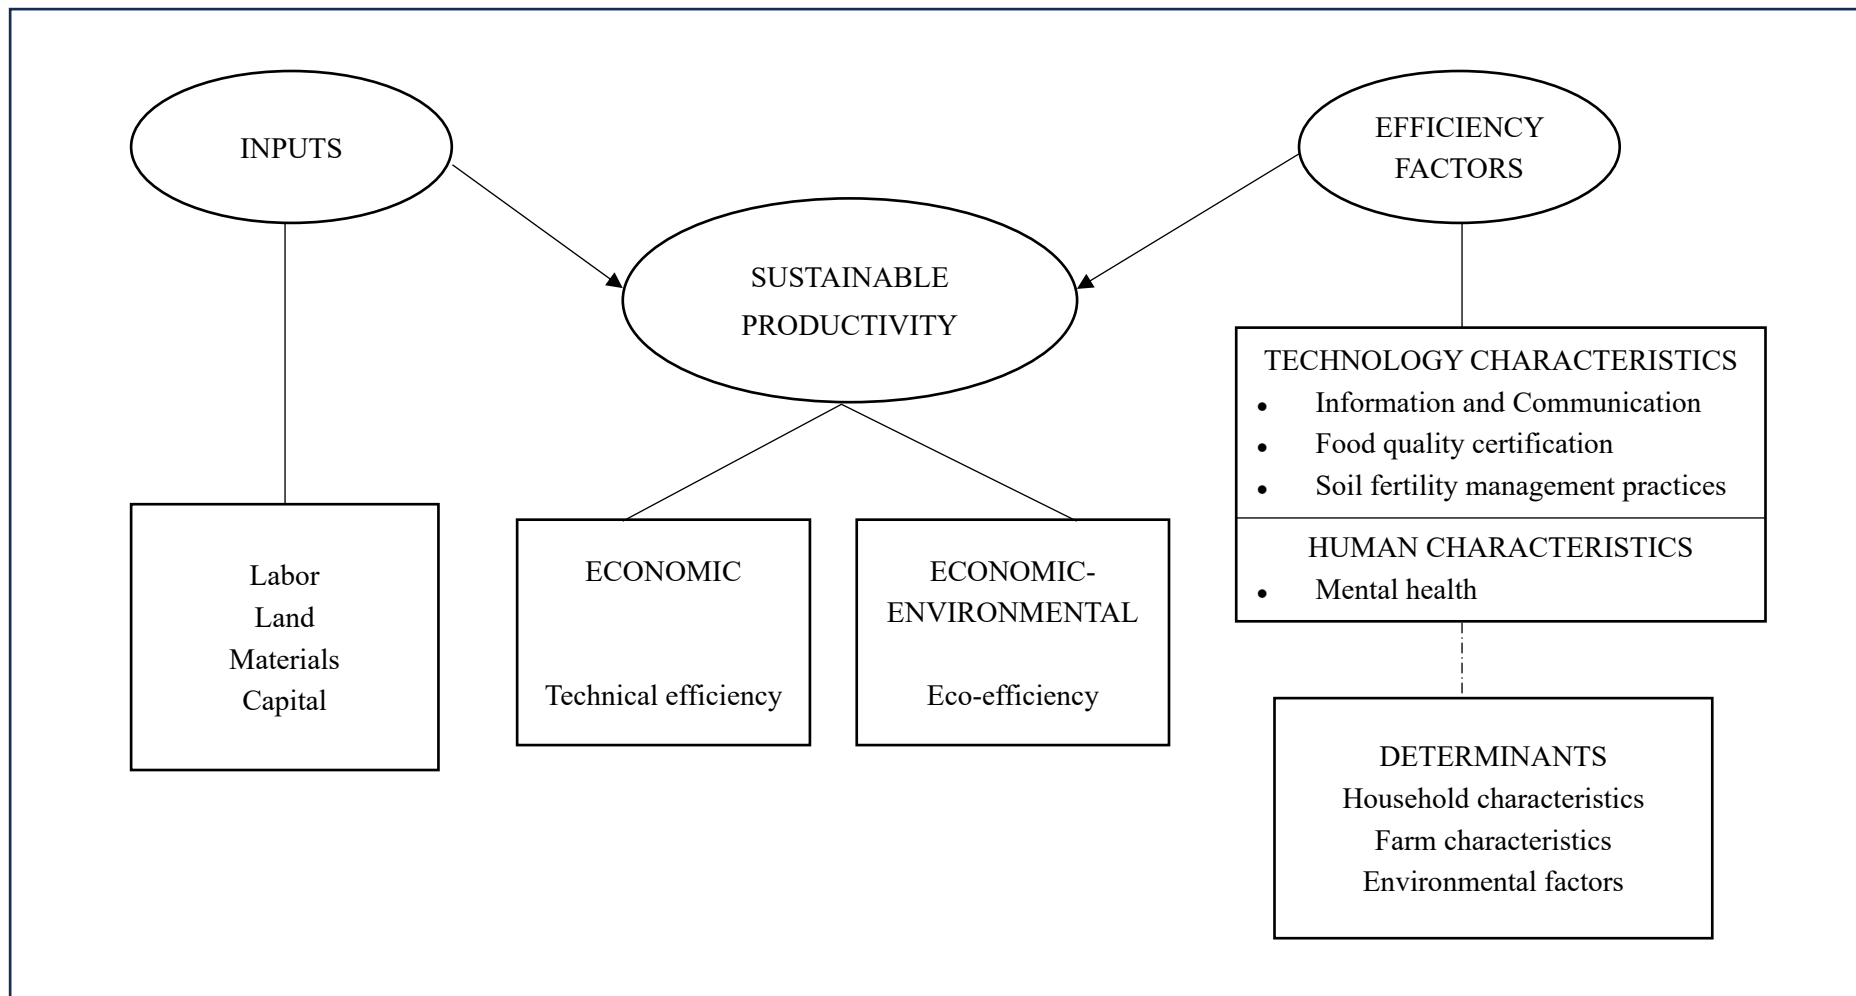 INPUTS
EFFICIENCY
FACTORS
SUSTAINABLE
PRODUCTIVITY
TECHNOLOGY CHARACTERISTICS
• Information and Communication
• Food quality certification
• Soil fertility management practices
HUMAN CHARACTERISTICS
• Mental health
Labor
Land
Materials
Capital
ECONOMIC
Technical efficiency
ECONOMIC-
ENVIRONMENTAL
Eco-efficiency
DETERMINANTS
Household characteristics
Farm characteristics
Environmental factors